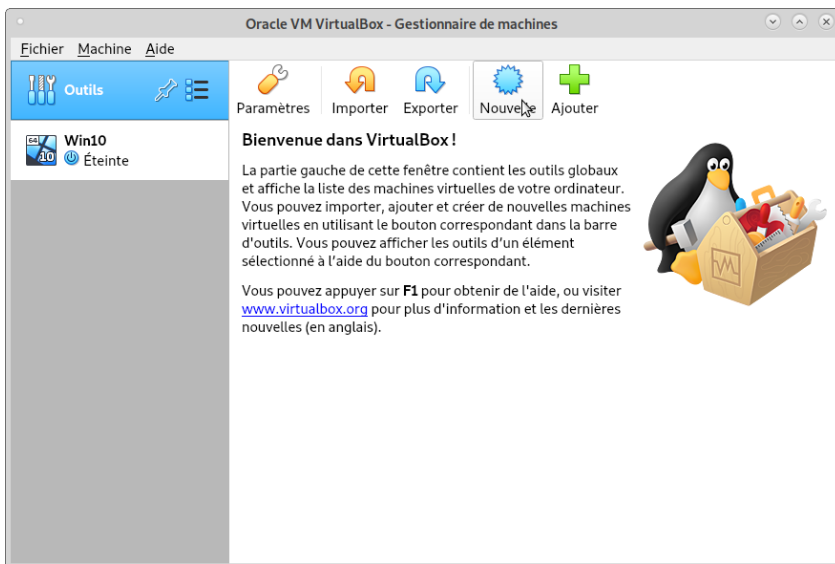 Oracle VM VirtualBox - Gestionnaire de machines
Fichier Machine Aide
Outils
Paramètres Importer Exporter Nouvelle Ajouter
64
10
Win10
Éteinte
Bienvenue dans VirtualBox !
La partie gauche de cette fenêtre contient les outils globaux
et affiche la liste des machines virtuelles de votre ordinateur.
Vous pouvez importer, ajouter et créer de nouvelles machines
virtuelles en utilisant le bouton correspondant dans la barre
d'outils. Vous pouvez afficher les outils d’un élément
sélectionné à l’aide du bouton correspondant.
Vous pouvez appuyer sur F1 pour obtenir de l'aide, ou visiter
www.virtualbox.org pour plus d'information et les dernières
nouvelles (en anglais).